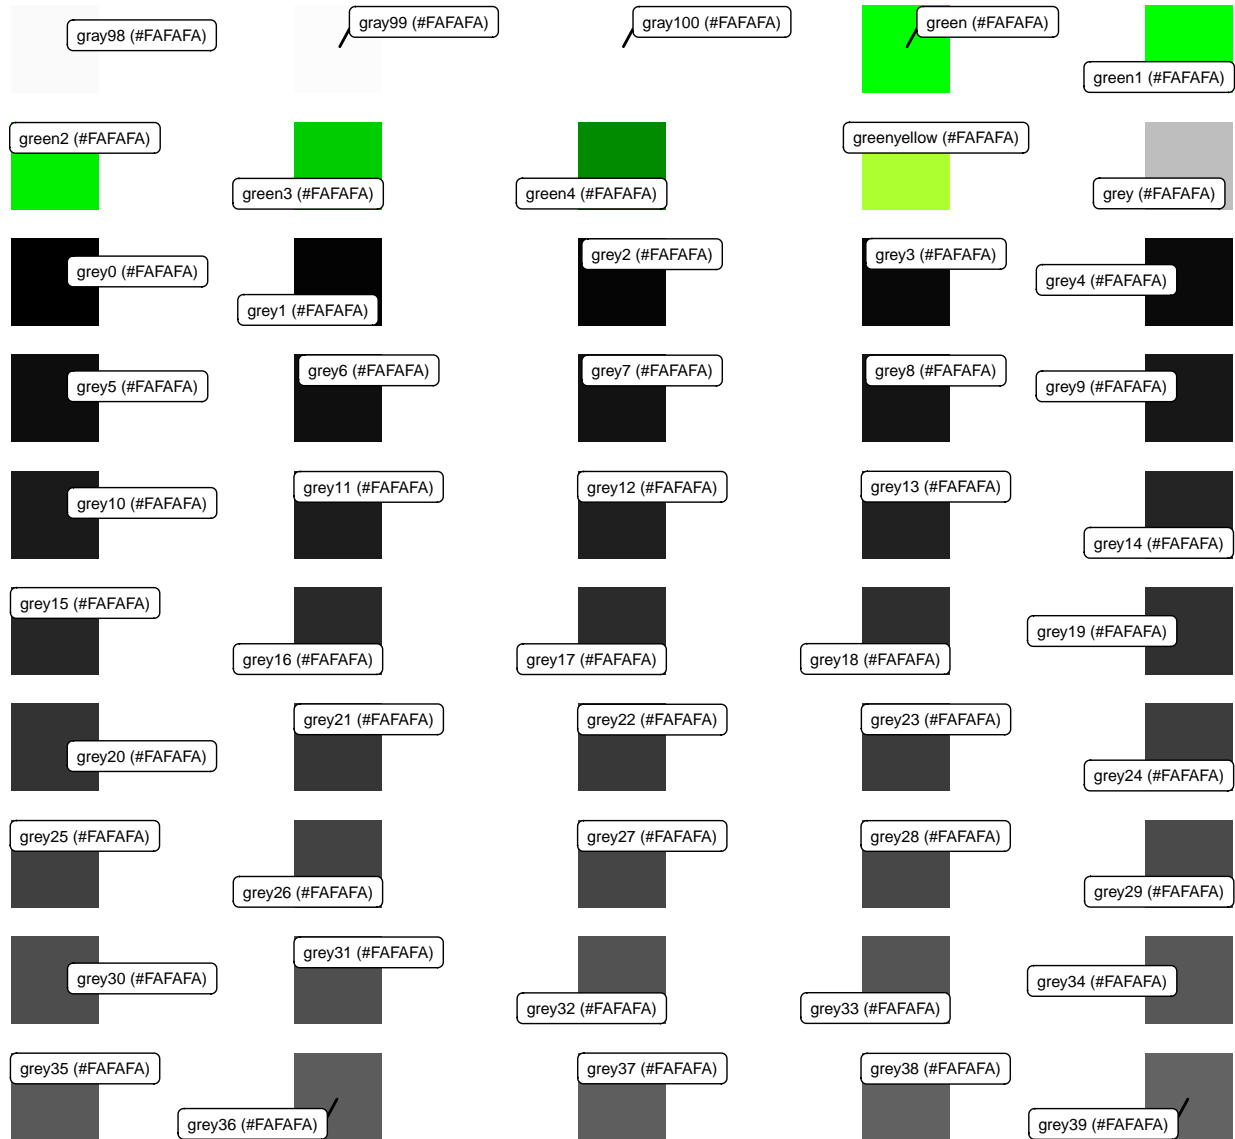 gray98 (#FAFAFA)
gray99 (#FAFAFA)
gray100 (#FAFAFA)
green (#FAFAFA)
green1 (#FAFAFA)
green2 (#FAFAFA)
green3 (#FAFAFA)
green4 (#FAFAFA)
greenyellow (#FAFAFA)
grey (#FAFAFA)
grey0 (#FAFAFA)
grey1 (#FAFAFA)
grey2 (#FAFAFA)
grey3 (#FAFAFA)
grey4 (#FAFAFA)
grey5 (#FAFAFA)
grey6 (#FAFAFA)
grey7 (#FAFAFA)
grey8 (#FAFAFA)
grey9 (#FAFAFA)
grey10 (#FAFAFA)
grey11 (#FAFAFA)
grey12 (#FAFAFA)
grey13 (#FAFAFA)
grey14 (#FAFAFA)
grey15 (#FAFAFA)
grey16 (#FAFAFA)
grey17 (#FAFAFA)
grey18 (#FAFAFA)
grey19 (#FAFAFA)
grey20 (#FAFAFA)
grey21 (#FAFAFA)
grey22 (#FAFAFA)
grey23 (#FAFAFA)
grey24 (#FAFAFA)
grey25 (#FAFAFA)
grey26 (#FAFAFA)
grey27 (#FAFAFA)
grey28 (#FAFAFA)
grey29 (#FAFAFA)
grey30 (#FAFAFA)
grey31 (#FAFAFA)
grey32 (#FAFAFA)
grey33 (#FAFAFA)
grey34 (#FAFAFA)
grey35 (#FAFAFA)
grey36 (#FAFAFA)
grey37 (#FAFAFA)
grey38 (#FAFAFA)
grey39 (#FAFAFA)